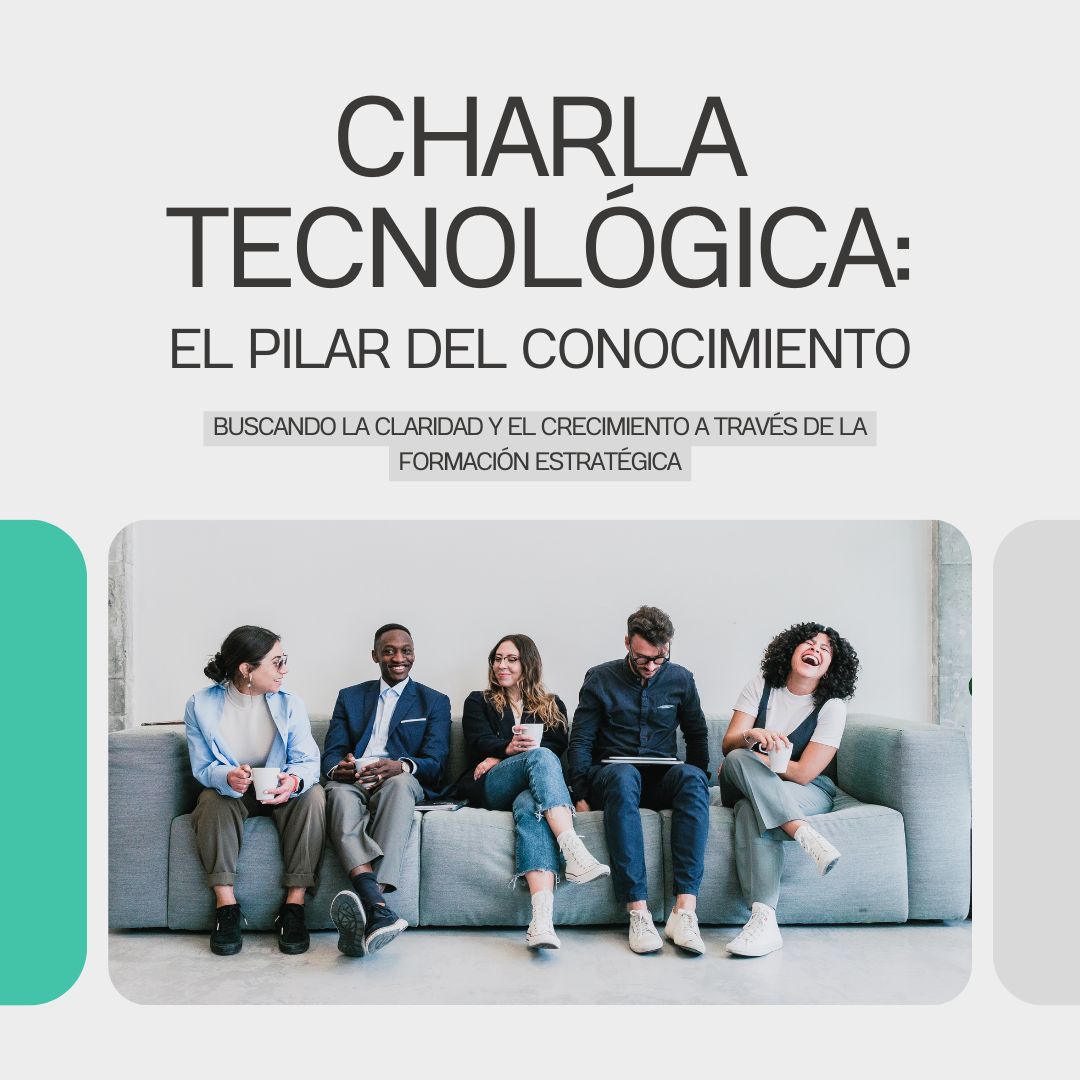 CHARLA
TECNOLÓGICA:
EL PILAR DEL CONOCIMIENTO
BUSCANDO LA CLARIDAD Y EL CRECIMIENTO A TRAVÉS DE LA
FORMACIÓN ESTRATÉGICA